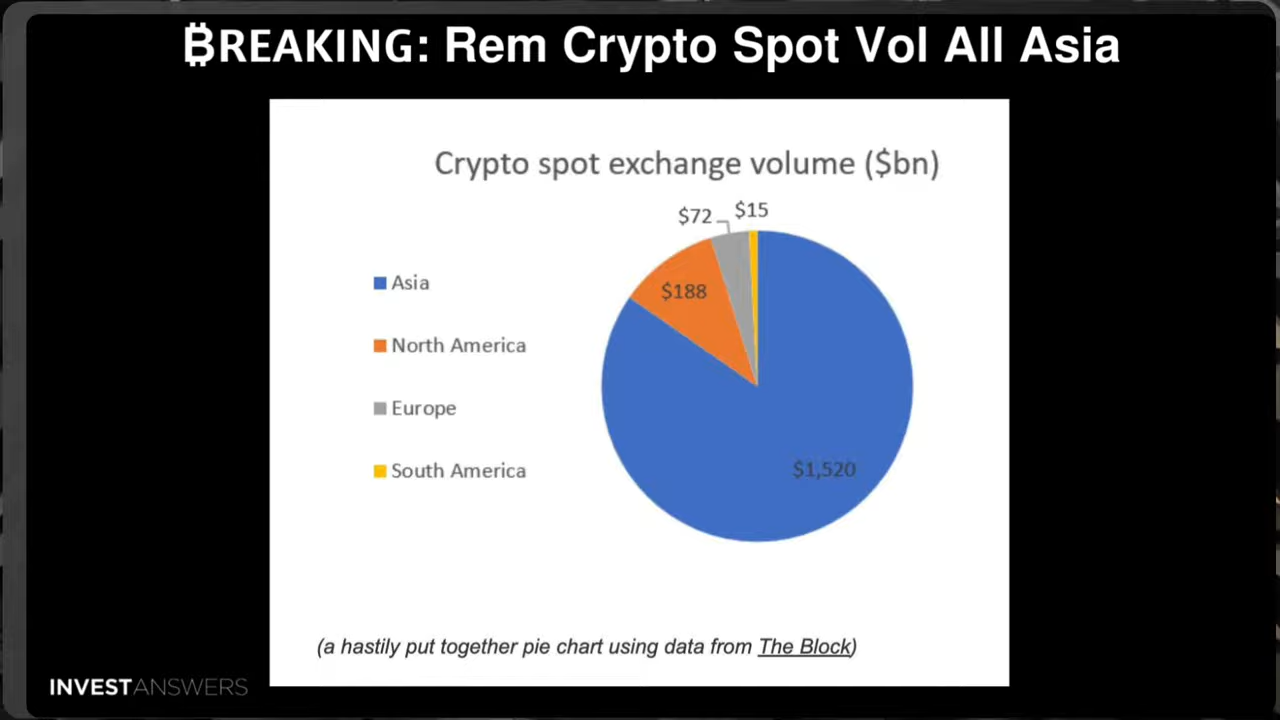 ₿REAKING: Rem Crypto Spot Vol All Asia
Crypto spot exchange volume ($bn)
$72
$15
Asia
$188
North America
Europe
South America
$1,520
(a hastily put together pie chart using data from The Block)
INVESTANSWERS